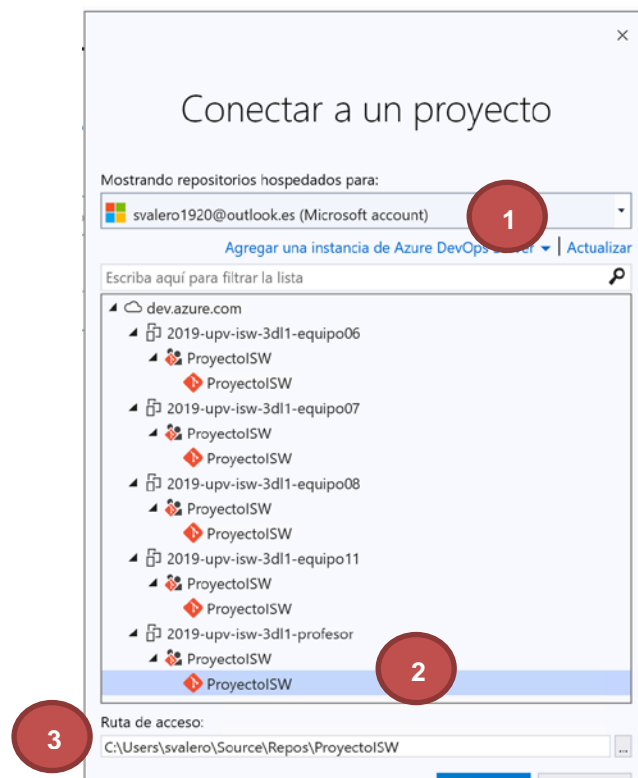 Conectar a un proyecto
Mostrando repositorios hospedados para:
svalero1920@outlook.es (Microsoft account)
1
Agregar una instancia de Azure DevOps Server | Actualizar
Escriba aquí para filtrar la lista
dev.azure.com
2019-upv-isw-3dl1-equipo06
ProyectoISW
ProyectoISW
2019-upv-isw-3dl1-equipo07
ProyectoISW
ProyectoISW
2019-upv-isw-3dl1-equipo08
ProyectoISW
ProyectoISW
2019-upv-isw-3dl1-equipo11
ProyectoISW
ProyectoISW
2019-upv-isw-3dl1-profesor
ProyectoISW
ProyectoISW
2
Ruta de acceso:
3
C:\Users\svalero\Source\Repos\ProyectoISW
...